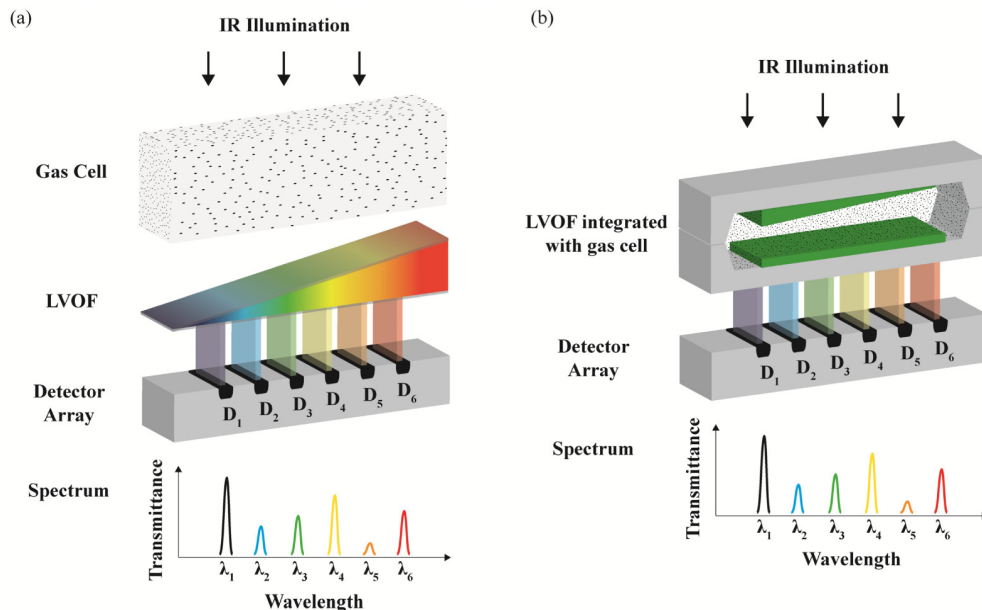 (a)
IR Illumination
Gas Cell
LVOF
Detector
Array
D₁ D₂ D₃ D₄ D₅ D₆
Spectrum
Transmittance
λ₁ λ₂ λ₃ λ₄ λ₅ λ₆
Wavelength
(b)
IR Illumination
LVOF integrated
with gas cell
Detector
Array
D₁ D₂ D₃ D₄ D₅ D₆
Spectrum
Transmittance
λ₁ λ₂ λ₃ λ₄ λ₅ λ₆
Wavelength